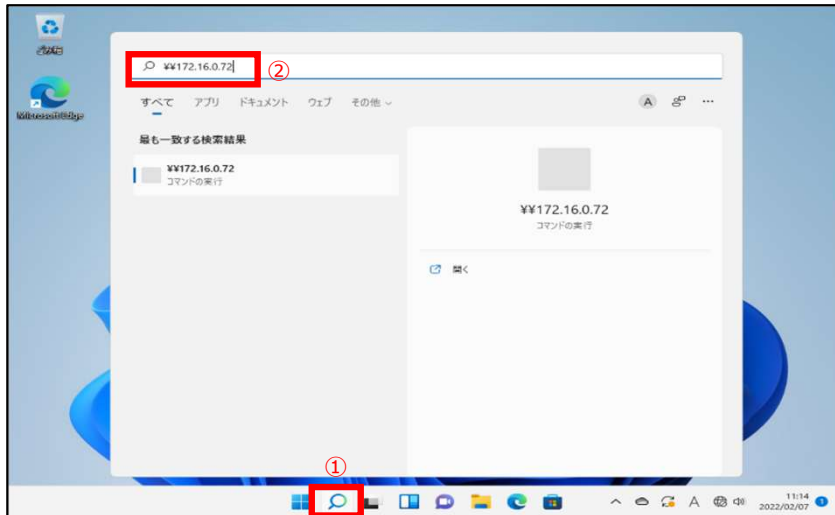 ごみ箱
Microsoft Edge
¥¥172.16.0.72
②
すべて アプリ ドキュメント ウェブ その他
A
最も一致する検索結果
¥¥172.16.0.72
コマンドの実行
¥¥172.16.0.72
コマンドの実行
開く
①
A
11:14
2022/02/07
1